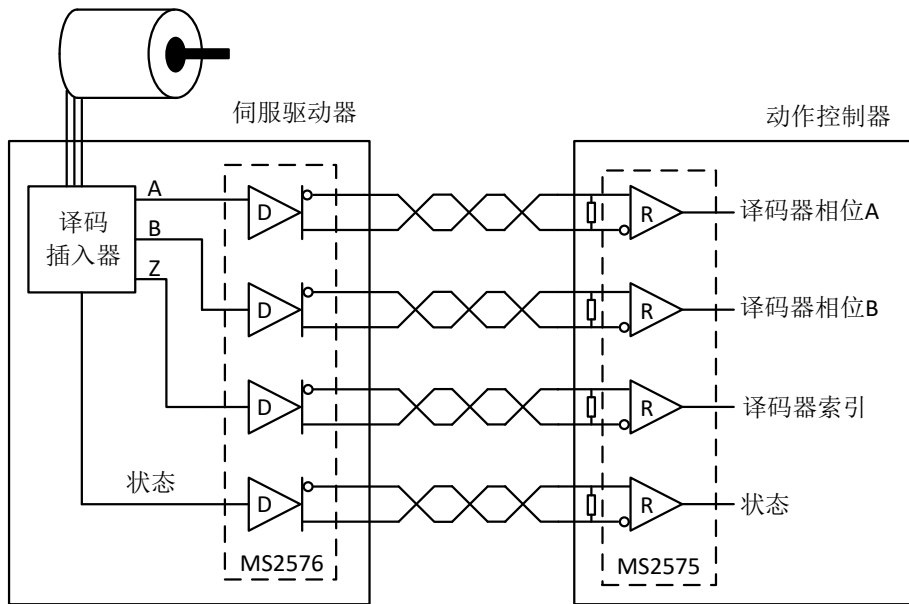 伺服驱动器
动作控制器
译码
插入器
A
B
Z
状态
D
D
D
D
MS2576
R
R
R
R
MS2575
译码器相位A
译码器相位B
译码器索引
状态